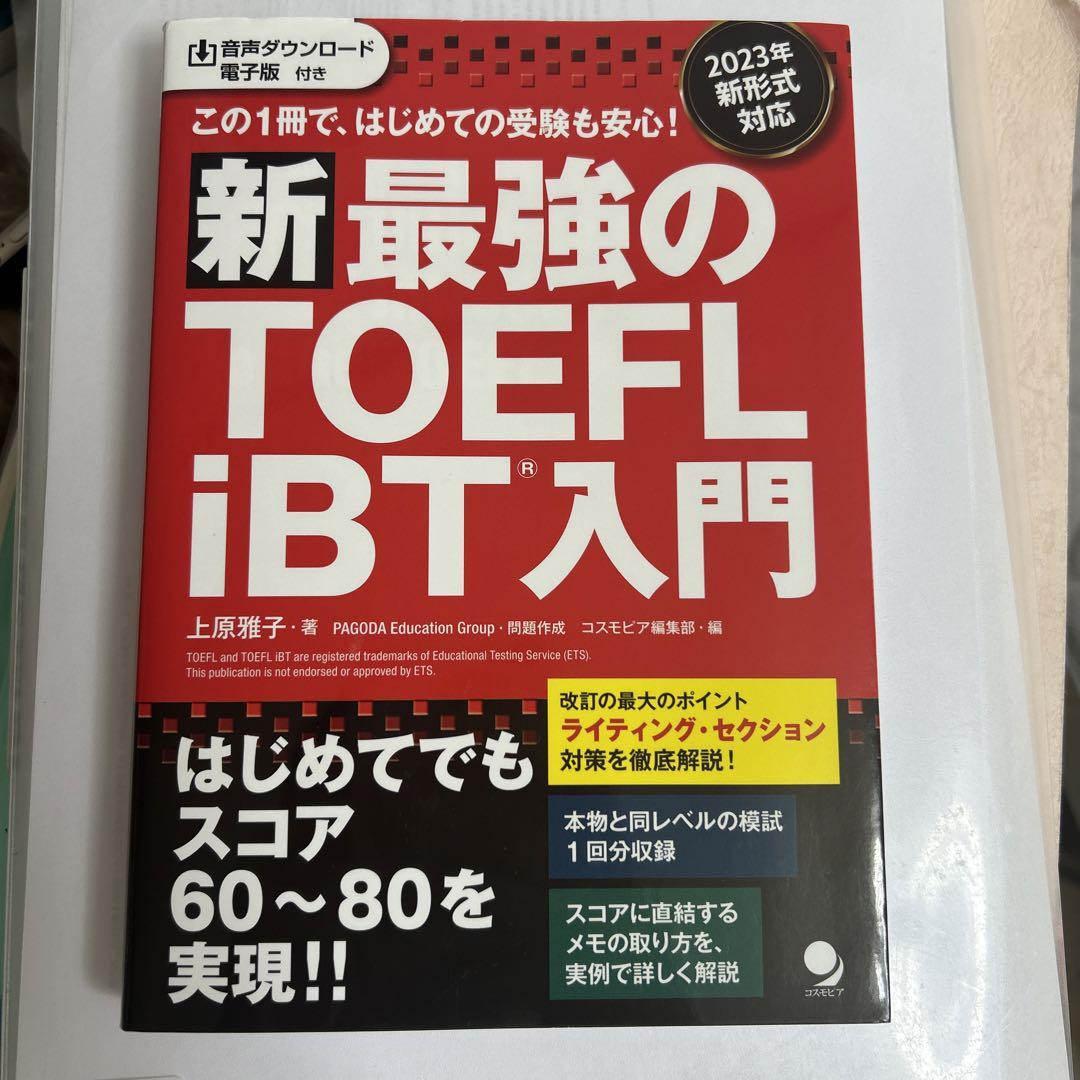 音声ダウンロード
電子版 付き
2023年
新形式
対応
この1冊で、はじめての受験も安心！
新 最強の
TOEFL
iBT®入門
上原雅子・著 PAGODA Education Group・問題作成 コスモピア編集部・編
TOEFL and TOEFL iBT are registered trademarks of Educational Testing Service (ETS).
This publication is not endorsed or approved by ETS.
はじめてでも
スコア
60～80を
実現!!
改訂の最大のポイント
ライティング・セクション
対策を徹底解説！
本物と同レベルの模試
1回分収録
スコアに直結する
メモの取り方を、
実例で詳しく解説
コスモピア